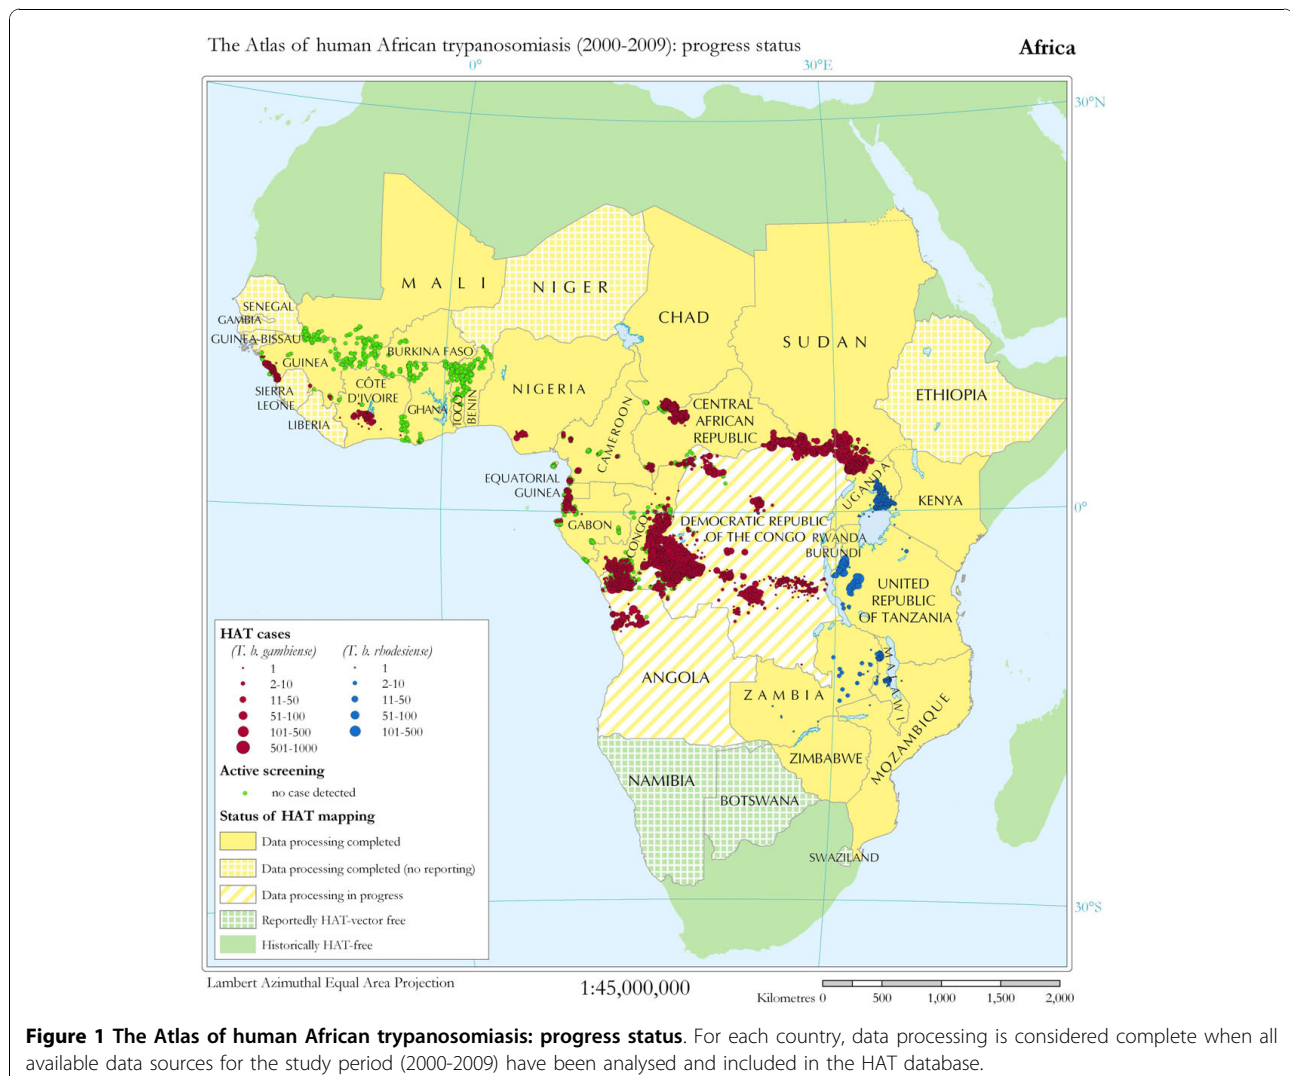 The Atlas of human African trypanosomiasis (2000-2009): progress status
Africa
0°
30°E
30°N
MALI
NIGER
CHAD
SUDAN
SENEGAL
GAMBIA
GUINEA-BISSAU
GUINEA
BURKINA FASO
SIERRA
LEONE
CÔTE
D'IVOIRE
LIBERIA
GHANA
TOGO
BENIN
NIGERIA
CAMEROON
CENTRAL
AFRICAN
REPUBLIC
ETHIOPIA
EQUATORIAL
GUINEA
GABON
CONGO
DEMOCRATIC REPUBLIC
OF THE CONGO
UGANDA
KENYA
0°
RWANDA
BURUNDI
UNITED
REPUBLIC
OF TANZANIA
ANGOLA
ZAMBIA
MALAWI
MOZAMBIQUE
ZIMBABWE
NAMIBIA
BOTSWANA
SWAZILAND
30°S
HAT cases
(T. b. gambiense) (T. b. rhodesiense)
1 1
2-10 2-10
11-50 11-50
51-100 51-100
101-500 101-500
501-1000
Active screening
no case detected
Status of HAT mapping
Data processing completed
Data processing completed (no reporting)
Data processing in progress
Reportedly HAT-vector free
Historically HAT-free
Lambert Azimuthal Equal Area Projection
1:45,000,000
Kilometres 0 500 1,000 1,500 2,000
Figure 1 The Atlas of human African trypanosomiasis: progress status. For each country, data processing is considered complete when all
available data sources for the study period (2000-2009) have been analysed and included in the HAT database.